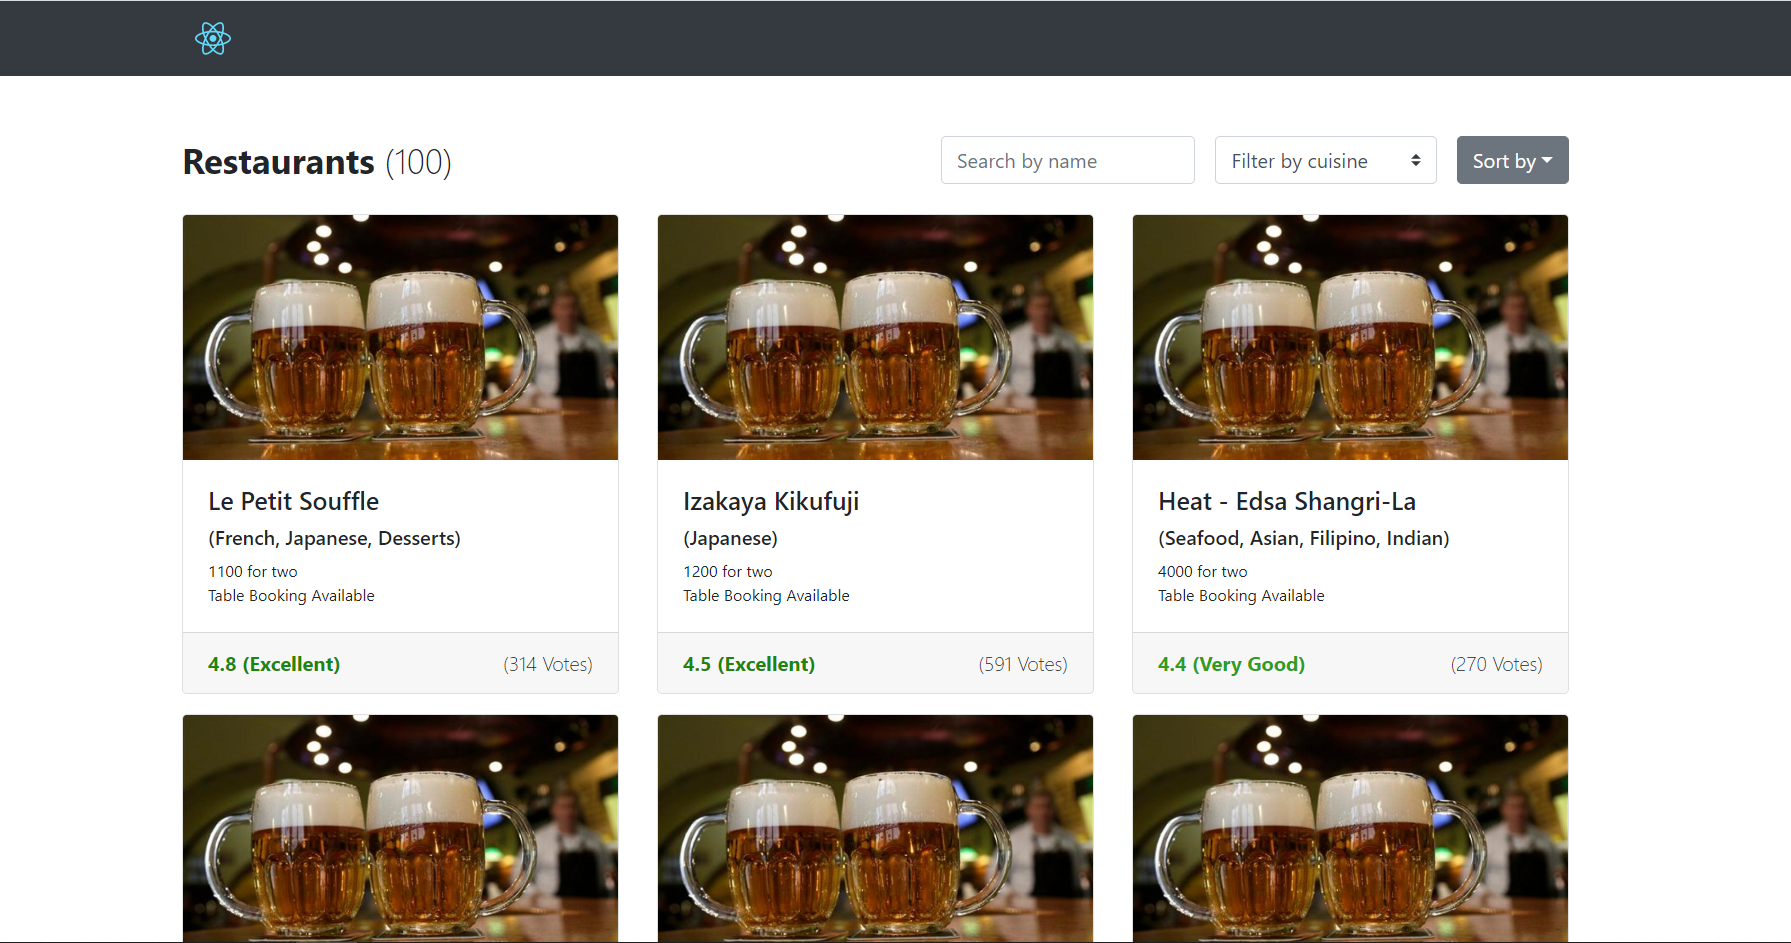 Restaurants (100)
Search by name
Filter by cuisine
Sort by
Le Petit Souffle
(French, Japanese, Desserts)
1100 for two
Table Booking Available
4.8 (Excellent)
(314 Votes)
Izakaya Kikufuji
(Japanese)
1200 for two
Table Booking Available
4.5 (Excellent)
(591 Votes)
Heat - Edsa Shangri-La
(Seafood, Asian, Filipino, Indian)
4000 for two
Table Booking Available
4.4 (Very Good)
(270 Votes)